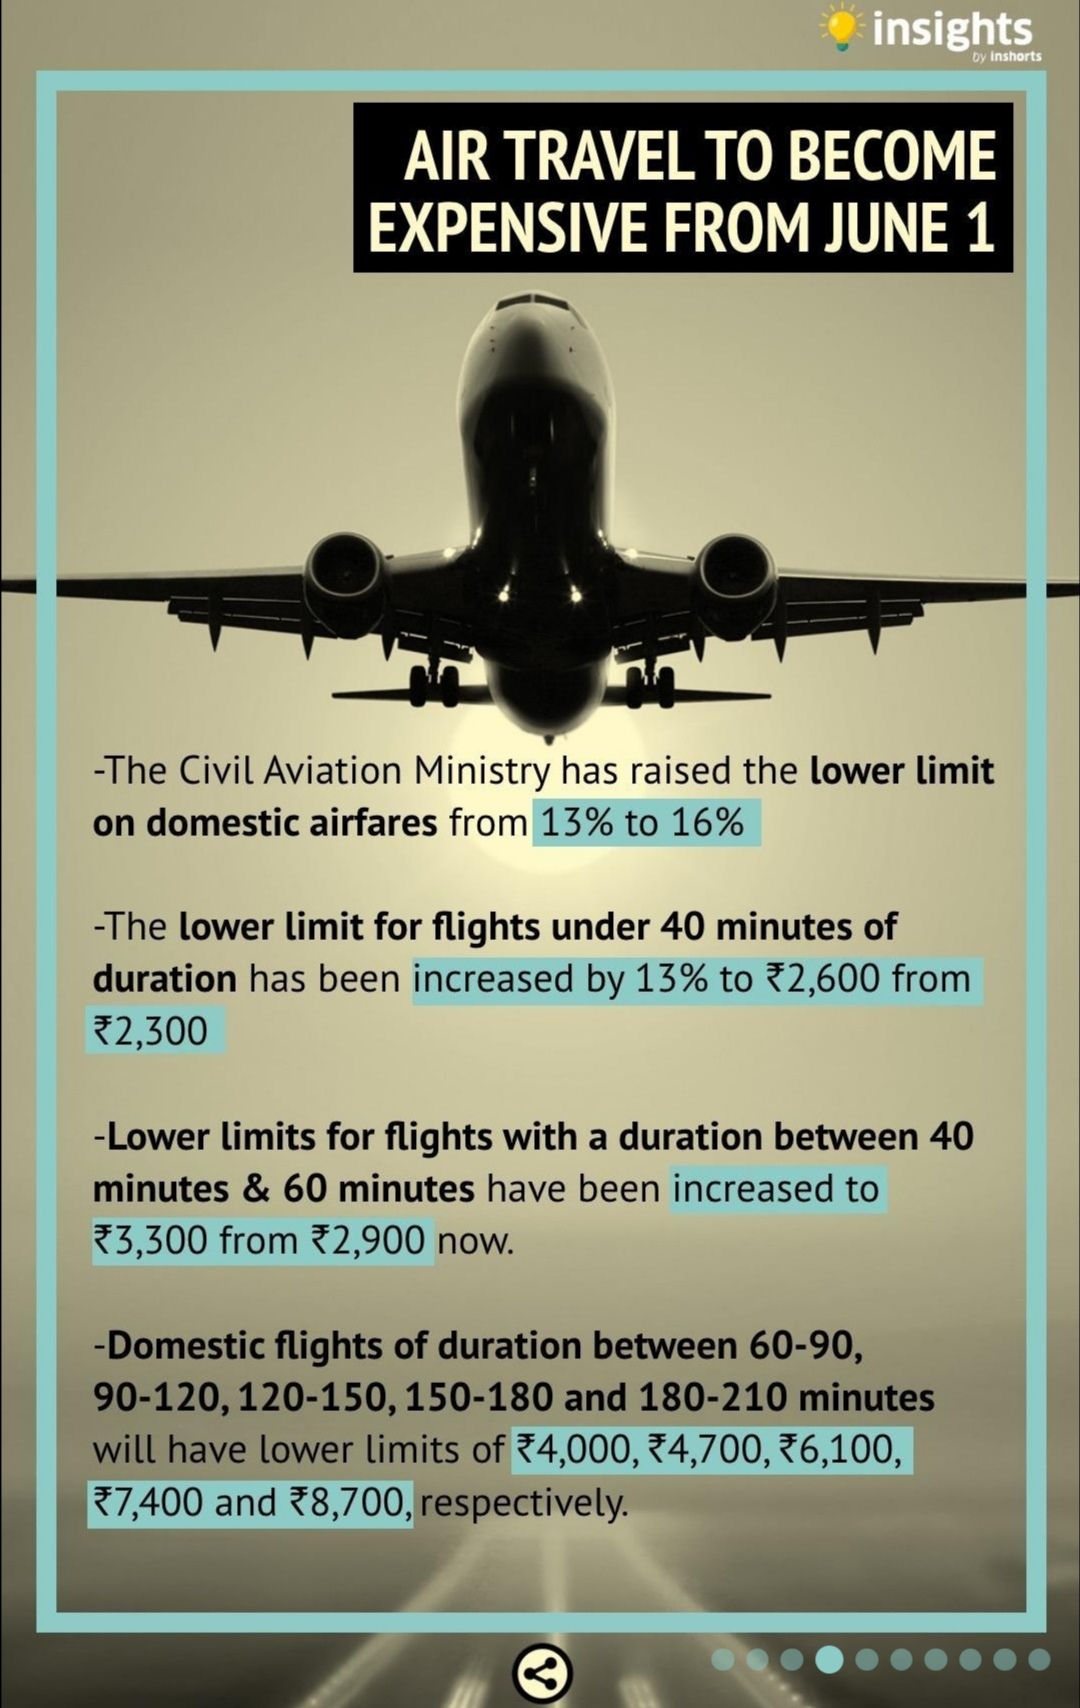 insights
by inshorts
AIR TRAVEL TO BECOME
EXPENSIVE FROM JUNE 1
-The Civil Aviation Ministry has raised the lower limit
on domestic airfares from 13% to 16%
-The lower limit for flights under 40 minutes of
duration has been increased by 13% to ₹2,600 from
₹2,300
-Lower limits for flights with a duration between 40
minutes & 60 minutes have been increased to
₹3,300 from ₹2,900 now.
-Domestic flights of duration between 60-90,
90-120, 120-150, 150-180 and 180-210 minutes
will have lower limits of ₹4,000, ₹4,700, ₹6,100,
₹7,400 and ₹8,700, respectively.